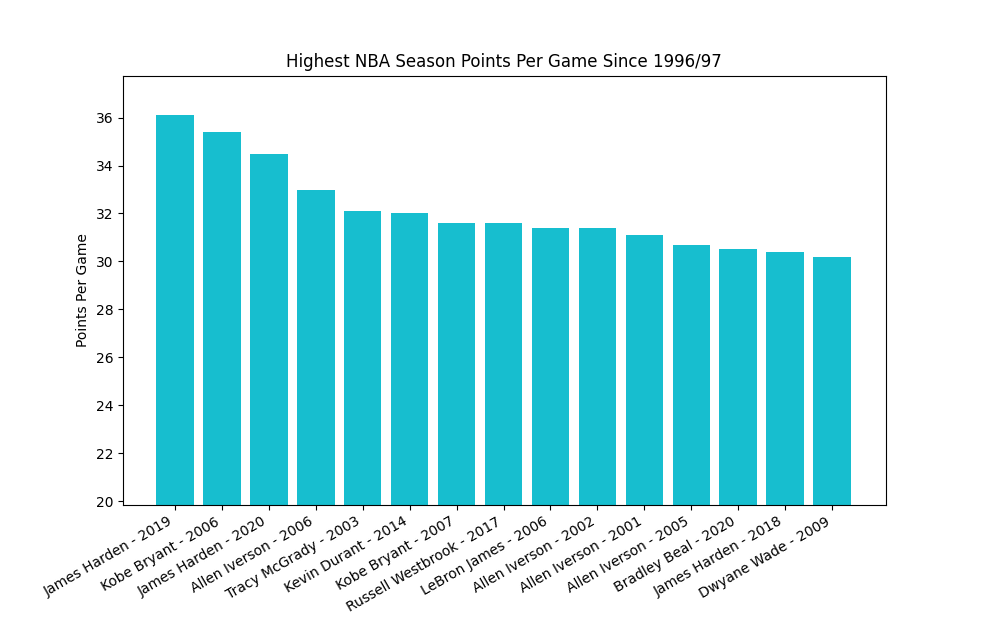 Highest NBA Season Points Per Game Since 1996/97
Points Per Game
36
34
32
30
28
26
24
22
20
James Harden - 2019
Kobe Bryant - 2006
James Harden - 2020
Allen Iverson - 2006
Tracy McGrady - 2003
Kevin Durant - 2014
Kobe Bryant - 2007
Russell Westbrook - 2017
LeBron James - 2006
Allen Iverson - 2002
Allen Iverson - 2001
Allen Iverson - 2005
Bradley Beal - 2020
James Harden - 2018
Dwyane Wade - 2009